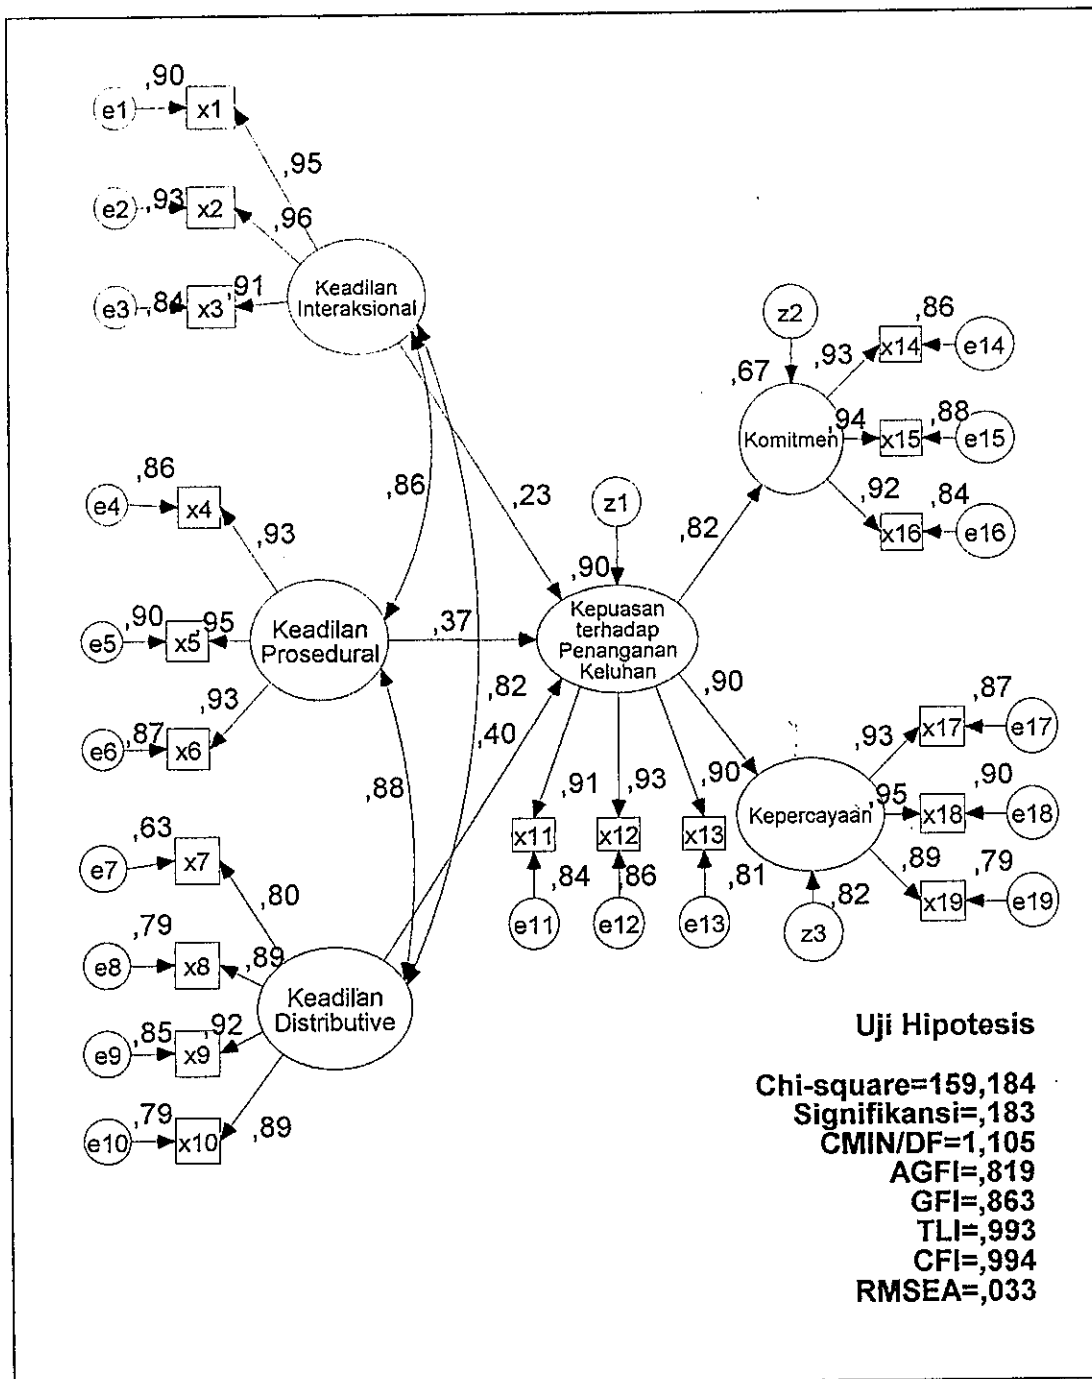 ,90
e1
x1
,95
e2
,93
x2
,96
Keadilan
Interaksional
e3
,84
x3
,91
z2
,86
x14
e14
,93
,67
Komitmen
,94
x15
,88
e15
,92
x16
,84
e16
,86
e4
x4
,93
,86
,23
z1
,82
,90
e5
,90
x5
,95
Keadilan
Prosedural
,37
Kepuasan
terhadap
Penanganan
Keluhan
e6
,87
x6
,93
,82
,40
,88
,90
,87
x17
e17
,93
Kepercayaan
,95
x18
,90
e18
,89
x19
,79
e19
,82
z3
,91
,93
,90
x11
x12
x13
,84
,86
,81
e11
e12
e13
,63
e7
x7
,80
,79
e8
x8
,89
Keadilan
Distributive
e9
,85
x9
,92
,79
e10
x10
,89
Uji Hipotesis
Chi-square=159,184
Signifikansi=,183
CMIN/DF=1,105
AGFI=,819
GFI=,863
TLI=,993
CFI=,994
RMSEA=,033